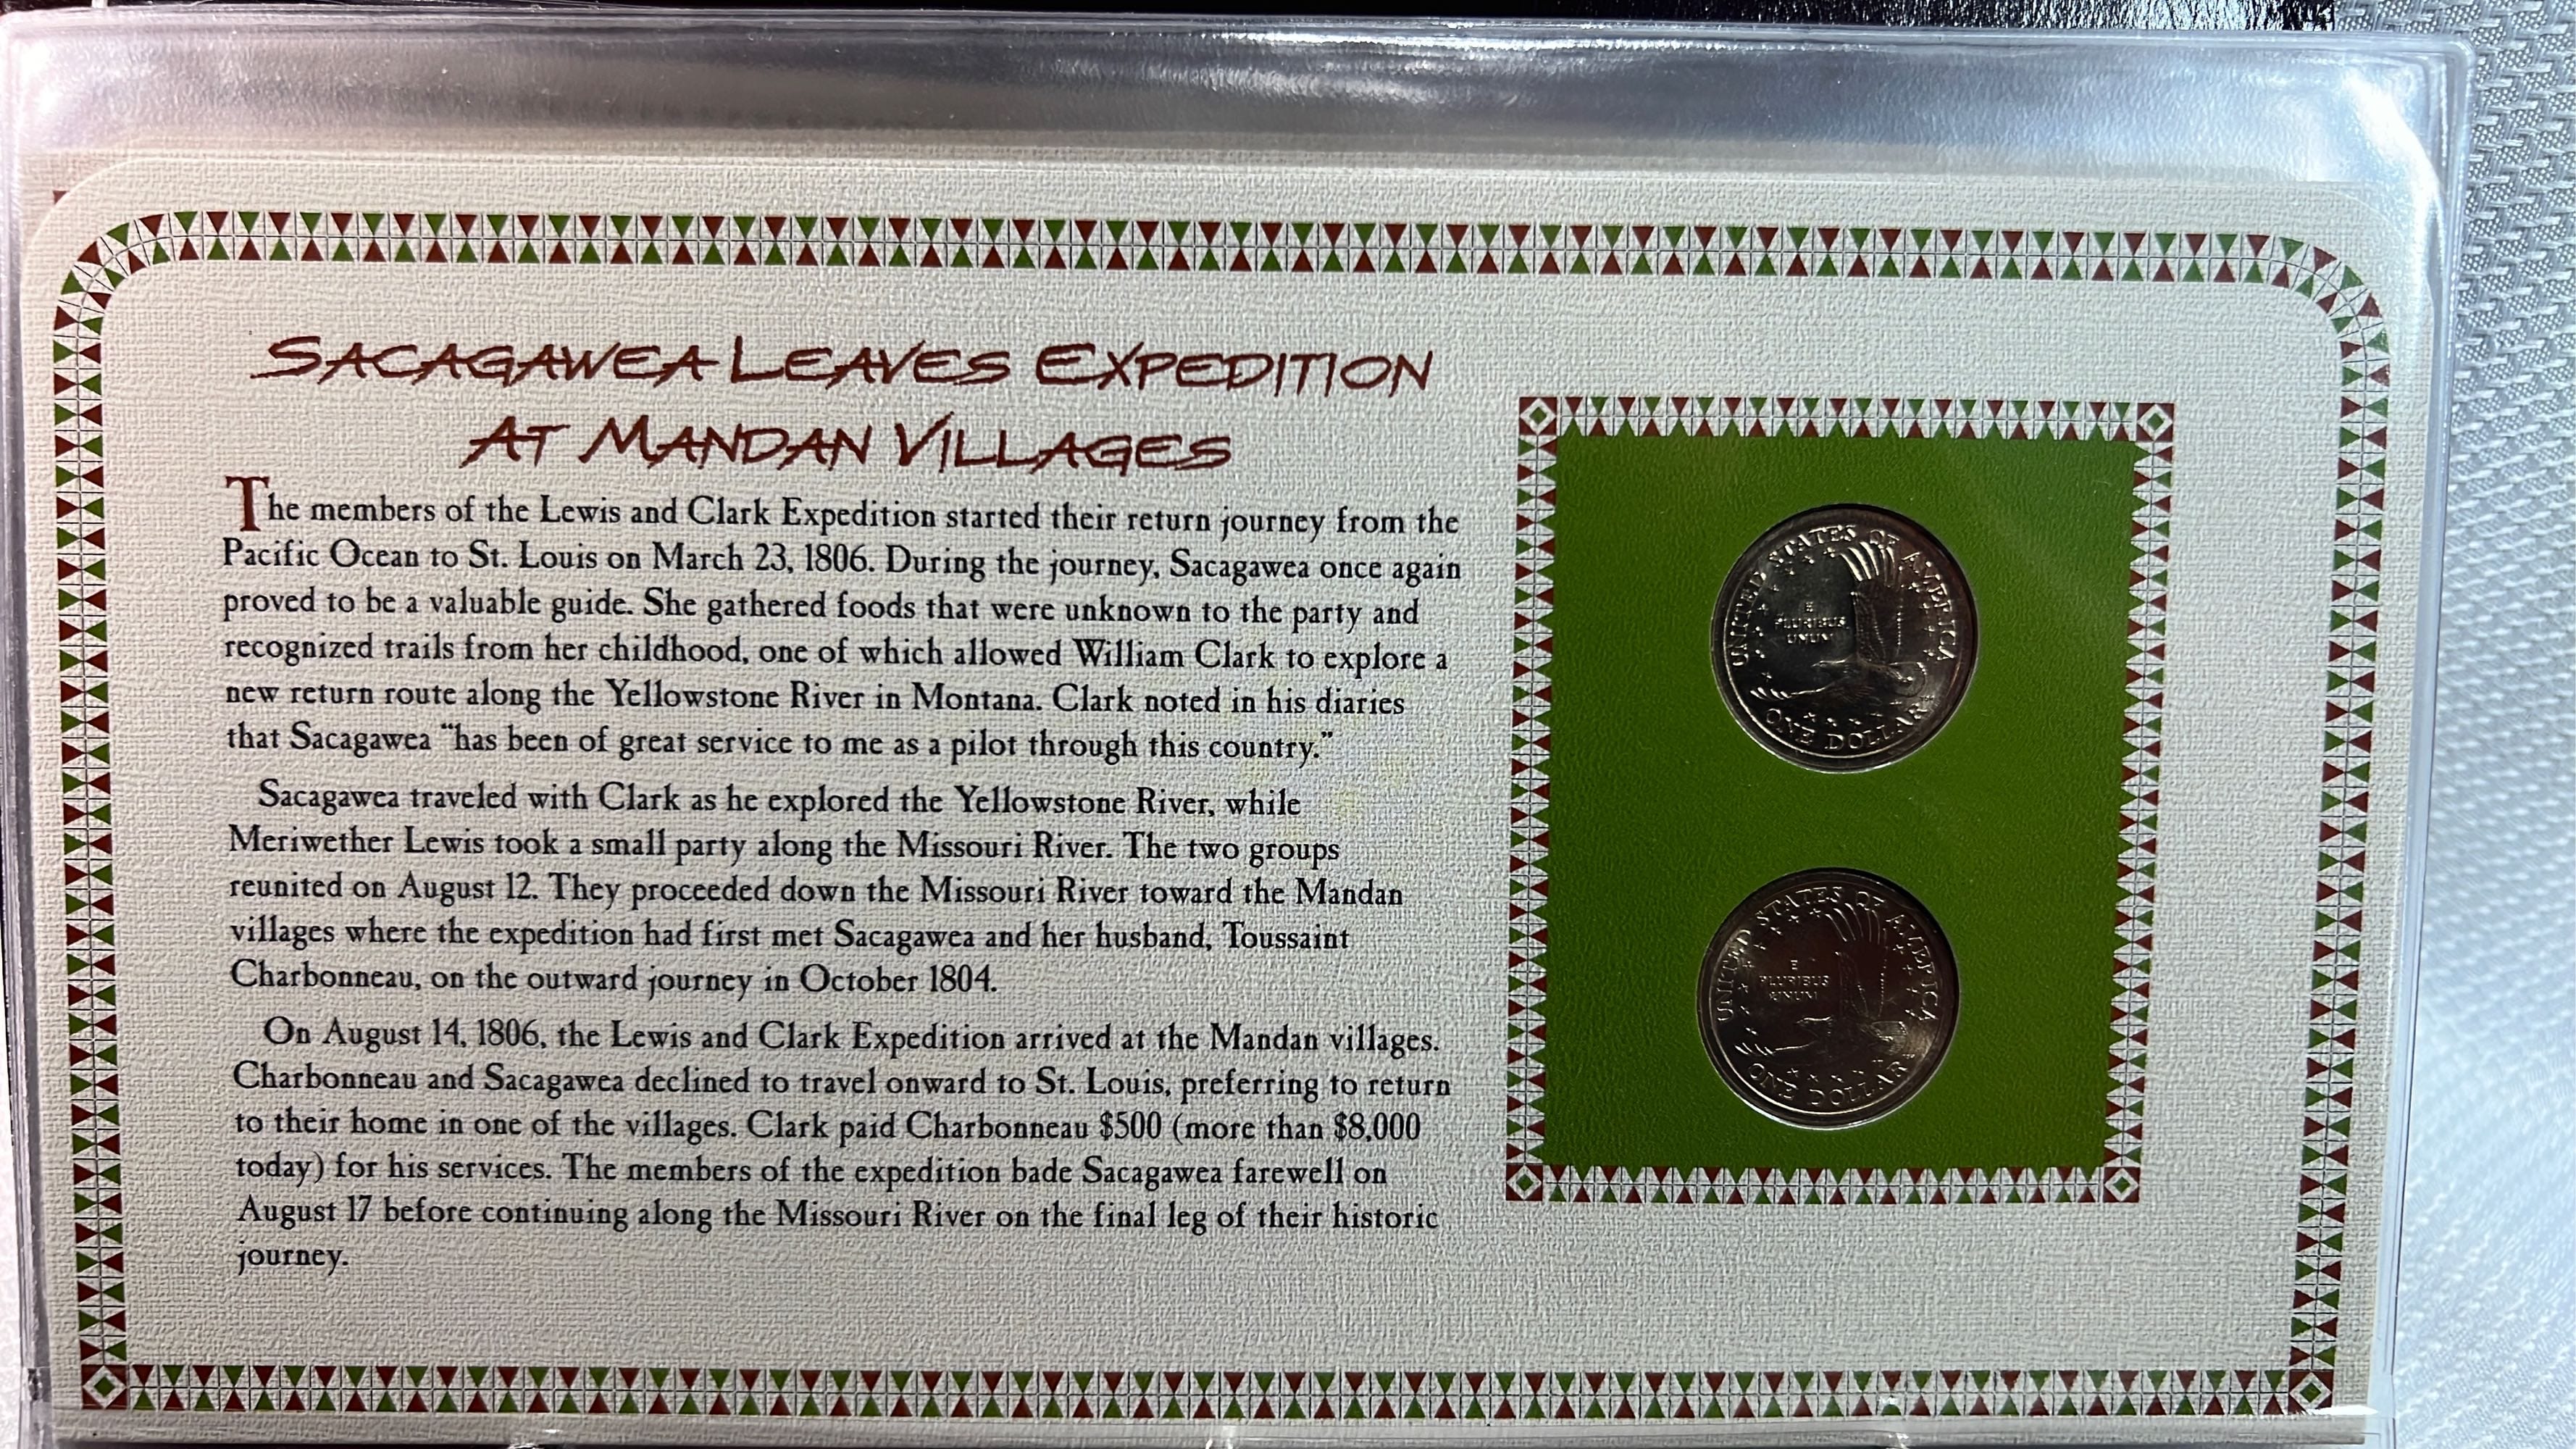 SACAGAWEA LEAVES EXPEDITION
AT MANDAN VILLAGES
The members of the Lewis and Clark Expedition started their return journey from the
Pacific Ocean to St. Louis on March 23, 1806. During the journey, Sacagawea once again
proved to be a valuable guide. She gathered foods that were unknown to the party and
recognized trails from her childhood, one of which allowed William Clark to explore a
new return route along the Yellowstone River in Montana. Clark noted in his diaries
that Sacagawea “has been of great service to me as a pilot through this country.”
Sacagawea traveled with Clark as he explored the Yellowstone River, while
Meriwether Lewis took a small party along the Missouri River. The two groups
reunited on August 12. They proceeded down the Missouri River toward the Mandan
villages where the expedition had first met Sacagawea and her husband, Toussaint
Charbonneau, on the outward journey in October 1804.
On August 14, 1806, the Lewis and Clark Expedition arrived at the Mandan villages.
Charbonneau and Sacagawea declined to travel onward to St. Louis, preferring to return
to their home in one of the villages. Clark paid Charbonneau $500 (more than $8,000
today) for his services. The members of the expedition bade Sacagawea farewell on
August 17 before continuing along the Missouri River on the final leg of their historic
journey.
UNITED STATES OF AMERICA
E
PLURIBUS
UNUM
ONE DOLLAR
UNITED STATES OF AMERICA
E
PLURIBUS
UNUM
ONE DOLLAR